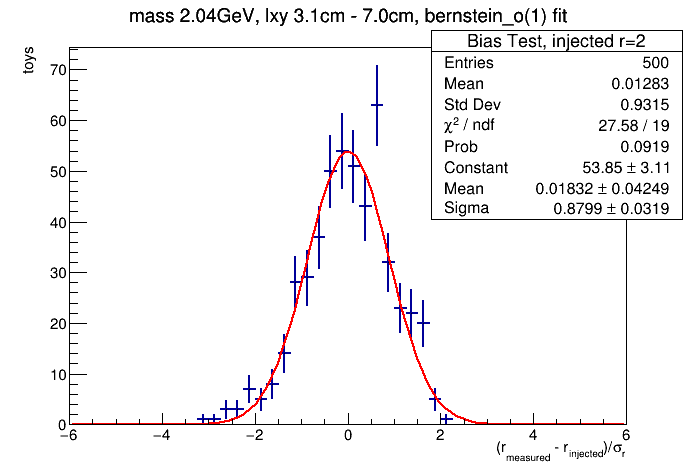 mass 2.04GeV, lxy 3.1cm - 7.0cm, bernstein_o(1) fit
Bias Test, injected r=2
Entries 500
Mean 0.01283
Std Dev 0.9315
χ² / ndf 27.58 / 19
Prob 0.0919
Constant 53.85 ± 3.11
Mean 0.01832 ± 0.04249
Sigma 0.8799 ± 0.0319
toys
70
60
50
40
30
20
10
0
−6 −4 −2 0 2 4 6
(r_measured - r_injected)/σ_r